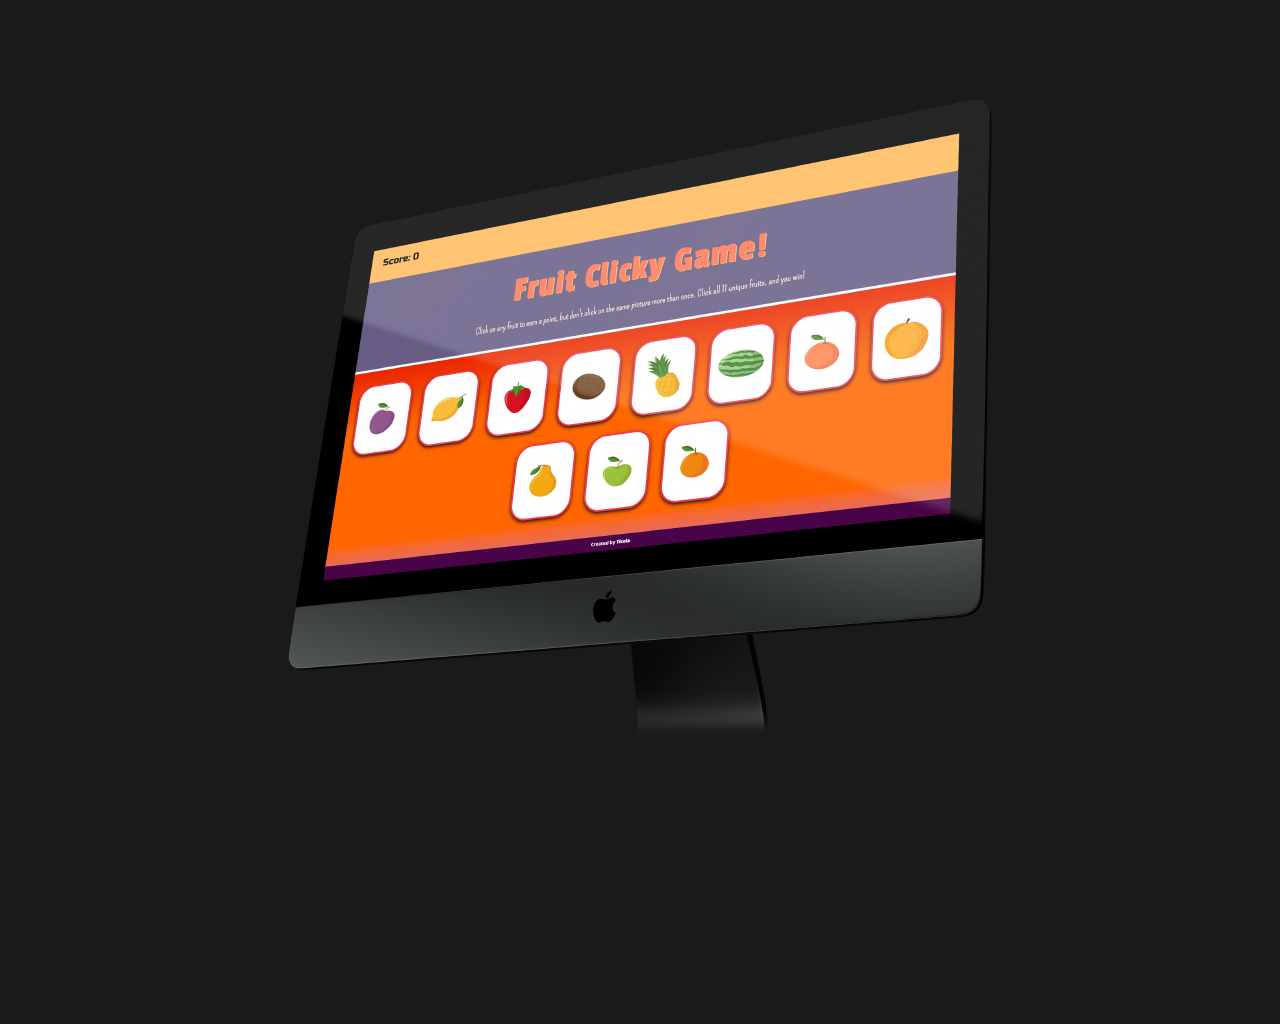 Score: 0
Fruit Clicky Game!
Click on any fruit to earn a point, but don't click on the same picture more than once. Click all 11 unique fruits, and you win!
Created by Ticole